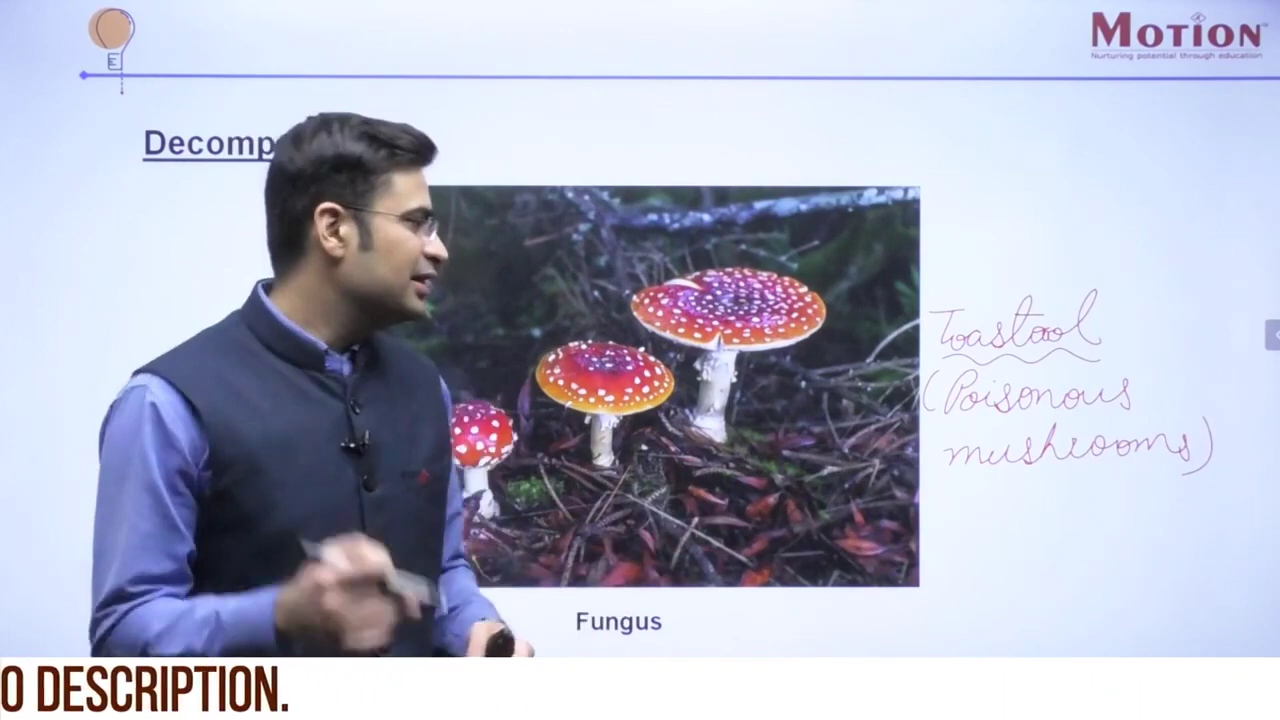 E
MOTION
Nurturing potential through education
Decomp
Toastool
(Poisonous
mushrooms)
Fungus
O DESCRIPTION.